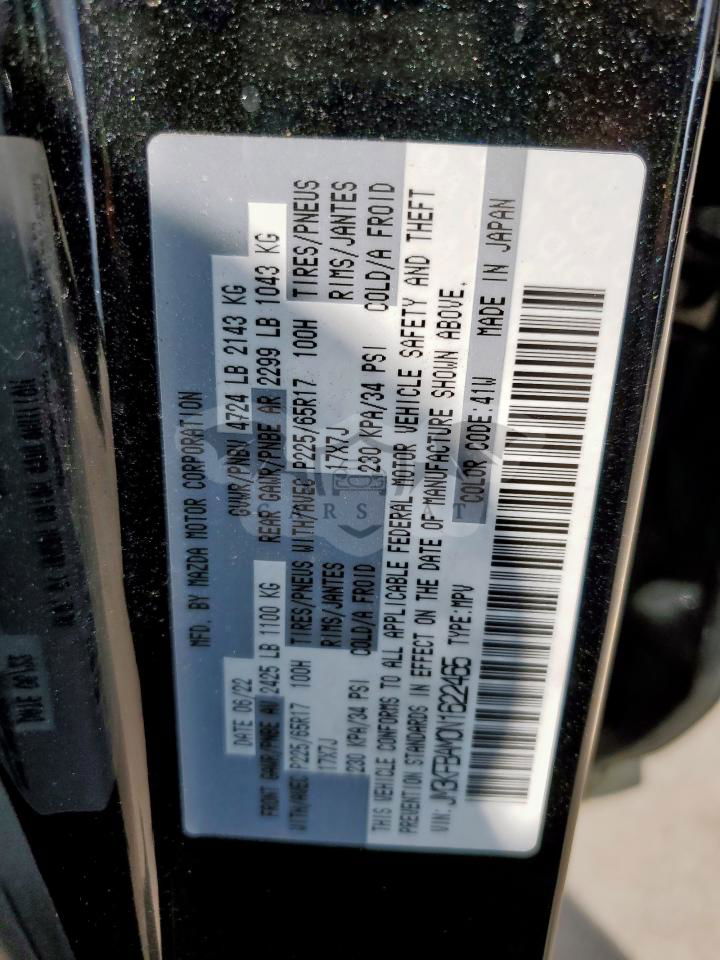 MFD. BY MAZDA MOTOR CORPORATION
DATE 06/22 GVWR/PNBV 4724 LB 2143 KG
FRONT GAWR/PNBE AV 2425 LB 1100 KG REAR GAWR/PNBE AR 2299 LB 1043 KG
WITH/AVEC P225/65R17 100H TIRES/PNEUS WITH/AVEC P225/65R17 100H TIRES/PNEUS
17X7J RIMS/JANTES 17X7J RIMS/JANTES
230 KPA/34 PSI COLD/A FROID 230 KPA/34 PSI COLD/A FROID
THIS VEHICLE CONFORMS TO ALL APPLICABLE FEDERAL MOTOR VEHICLE SAFETY AND THEFT
PREVENTION STANDARDS IN EFFECT ON THE DATE OF MANUFACTURE SHOWN ABOVE.
VIN: JM3KFBAM0N1622465 TYPE: MPV COLOR CODE: 41W MADE IN JAPAN